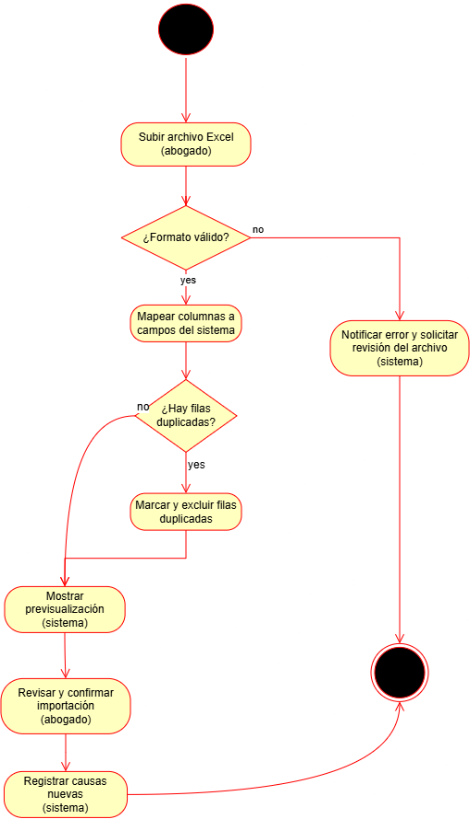 Subir archivo Excel
(abogado)
¿Formato válido?
no
yes
Mapear columnas a
campos del sistema
Notificar error y solicitar
revisión del archivo
(sistema)
no
¿Hay filas
duplicadas?
yes
Marcar y excluir filas
duplicadas
Mostrar
previsualización
(sistema)
Revisar y confirmar
importación
(abogado)
Registrar causas
nuevas
(sistema)